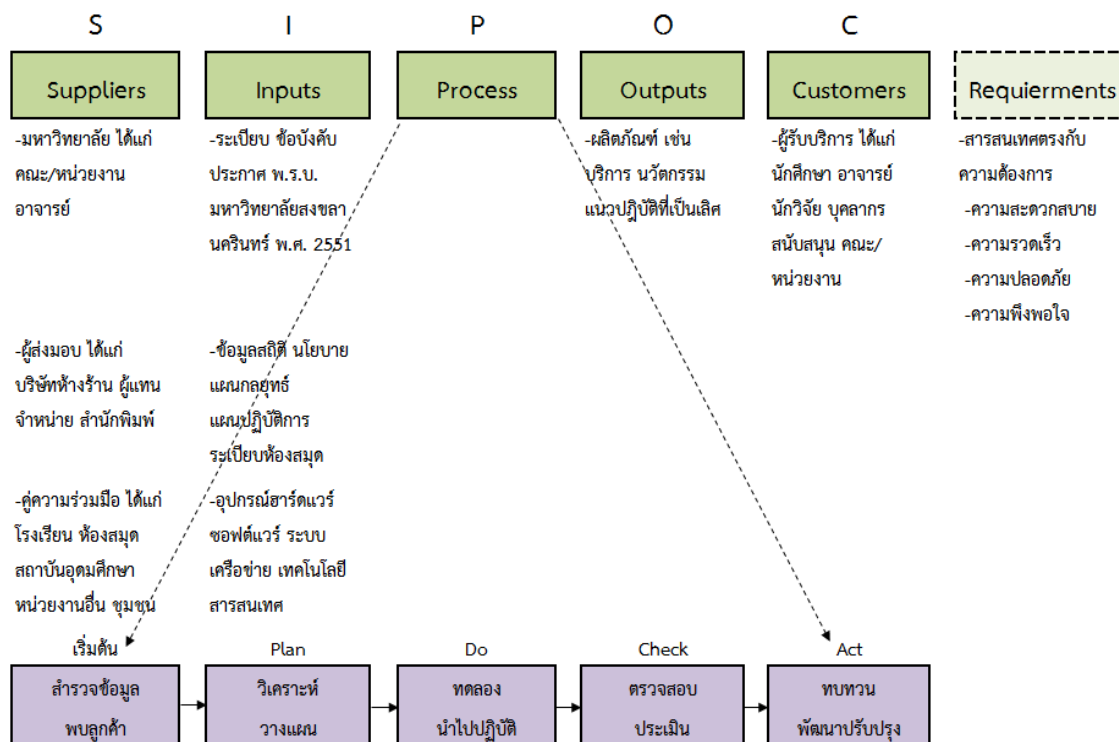 S I P O C
Suppliers Inputs Process Outputs Customers Requierments
-มหาวิทยาลัย ได้แก่
คณะ/หน่วยงาน
อาจารย์
-ระเบียบ ข้อบังคับ
ประกาศ พ.ร.บ.
มหาวิทยาลัยสงขลา
นครินทร์ พ.ศ. 2551
-ผลิตภัณฑ์ เช่น
บริการ นวัตกรรม
แนวปฎิบัติที่เป็นเลิศ
-ผู้รับบริการ ได้แก่
นักศึกษา อาจารย์
นักวิจัย บุคลากร
สนับสนุน คณะ/
หน่วยงาน
-สารสนเทศตรงกับ
ความต้องการ
-ความสะดวกสบาย
-ความรวดเร็ว
-ความปลอดภัย
-ความพึงพอใจ
-ผู้ส่งมอบ ได้แก่
บริษัทห้างร้าน ผู้แทน
จำหน่าย สำนักพิมพ์
-ข้อมูลสถิติ นโยบาย
แผนกลยุทธ์
แผนปฏิบัติการ
ระเบียบห้องสมุด
-คู่ความร่วมมือ ได้แก่
โรงเรียน ห้องสมุด
สถาบันอุดมศึกษา
หน่วยงานอื่น ชุมชน
-อุปกรณ์ฮาร์ดแวร์
ซอฟต์แวร์ ระบบ
เครือข่าย เทคโนโลยี
สารสนเทศ
เริ่มต้น Plan Do Check Act
สำรวจข้อมูล
พบลูกค้า
วิเคราะห์
วางแผน
ทดลอง
นำไปปฏิบัติ
ตรวจสอบ
ประเมิน
ทบทวน
พัฒนาปรับปรุง